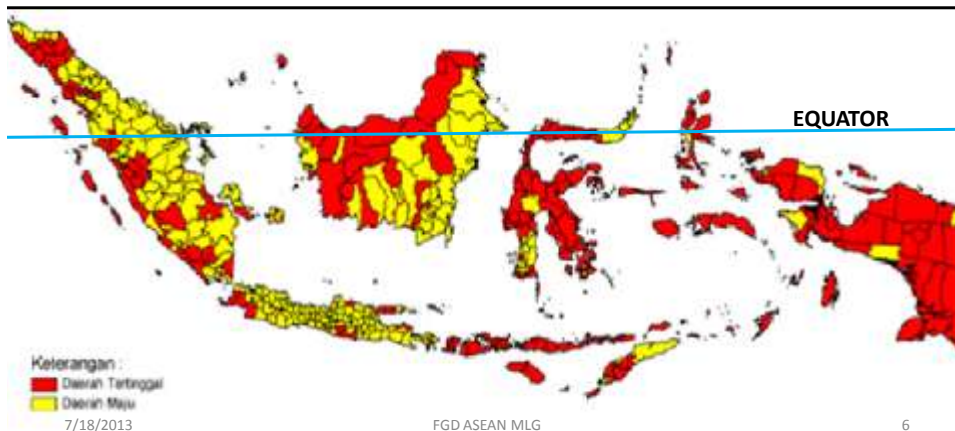 EQUATOR
Keterangan :
Daerah Tertinggal
Daerah Maju
7/18/2013 FGD ASEAN MLG 6